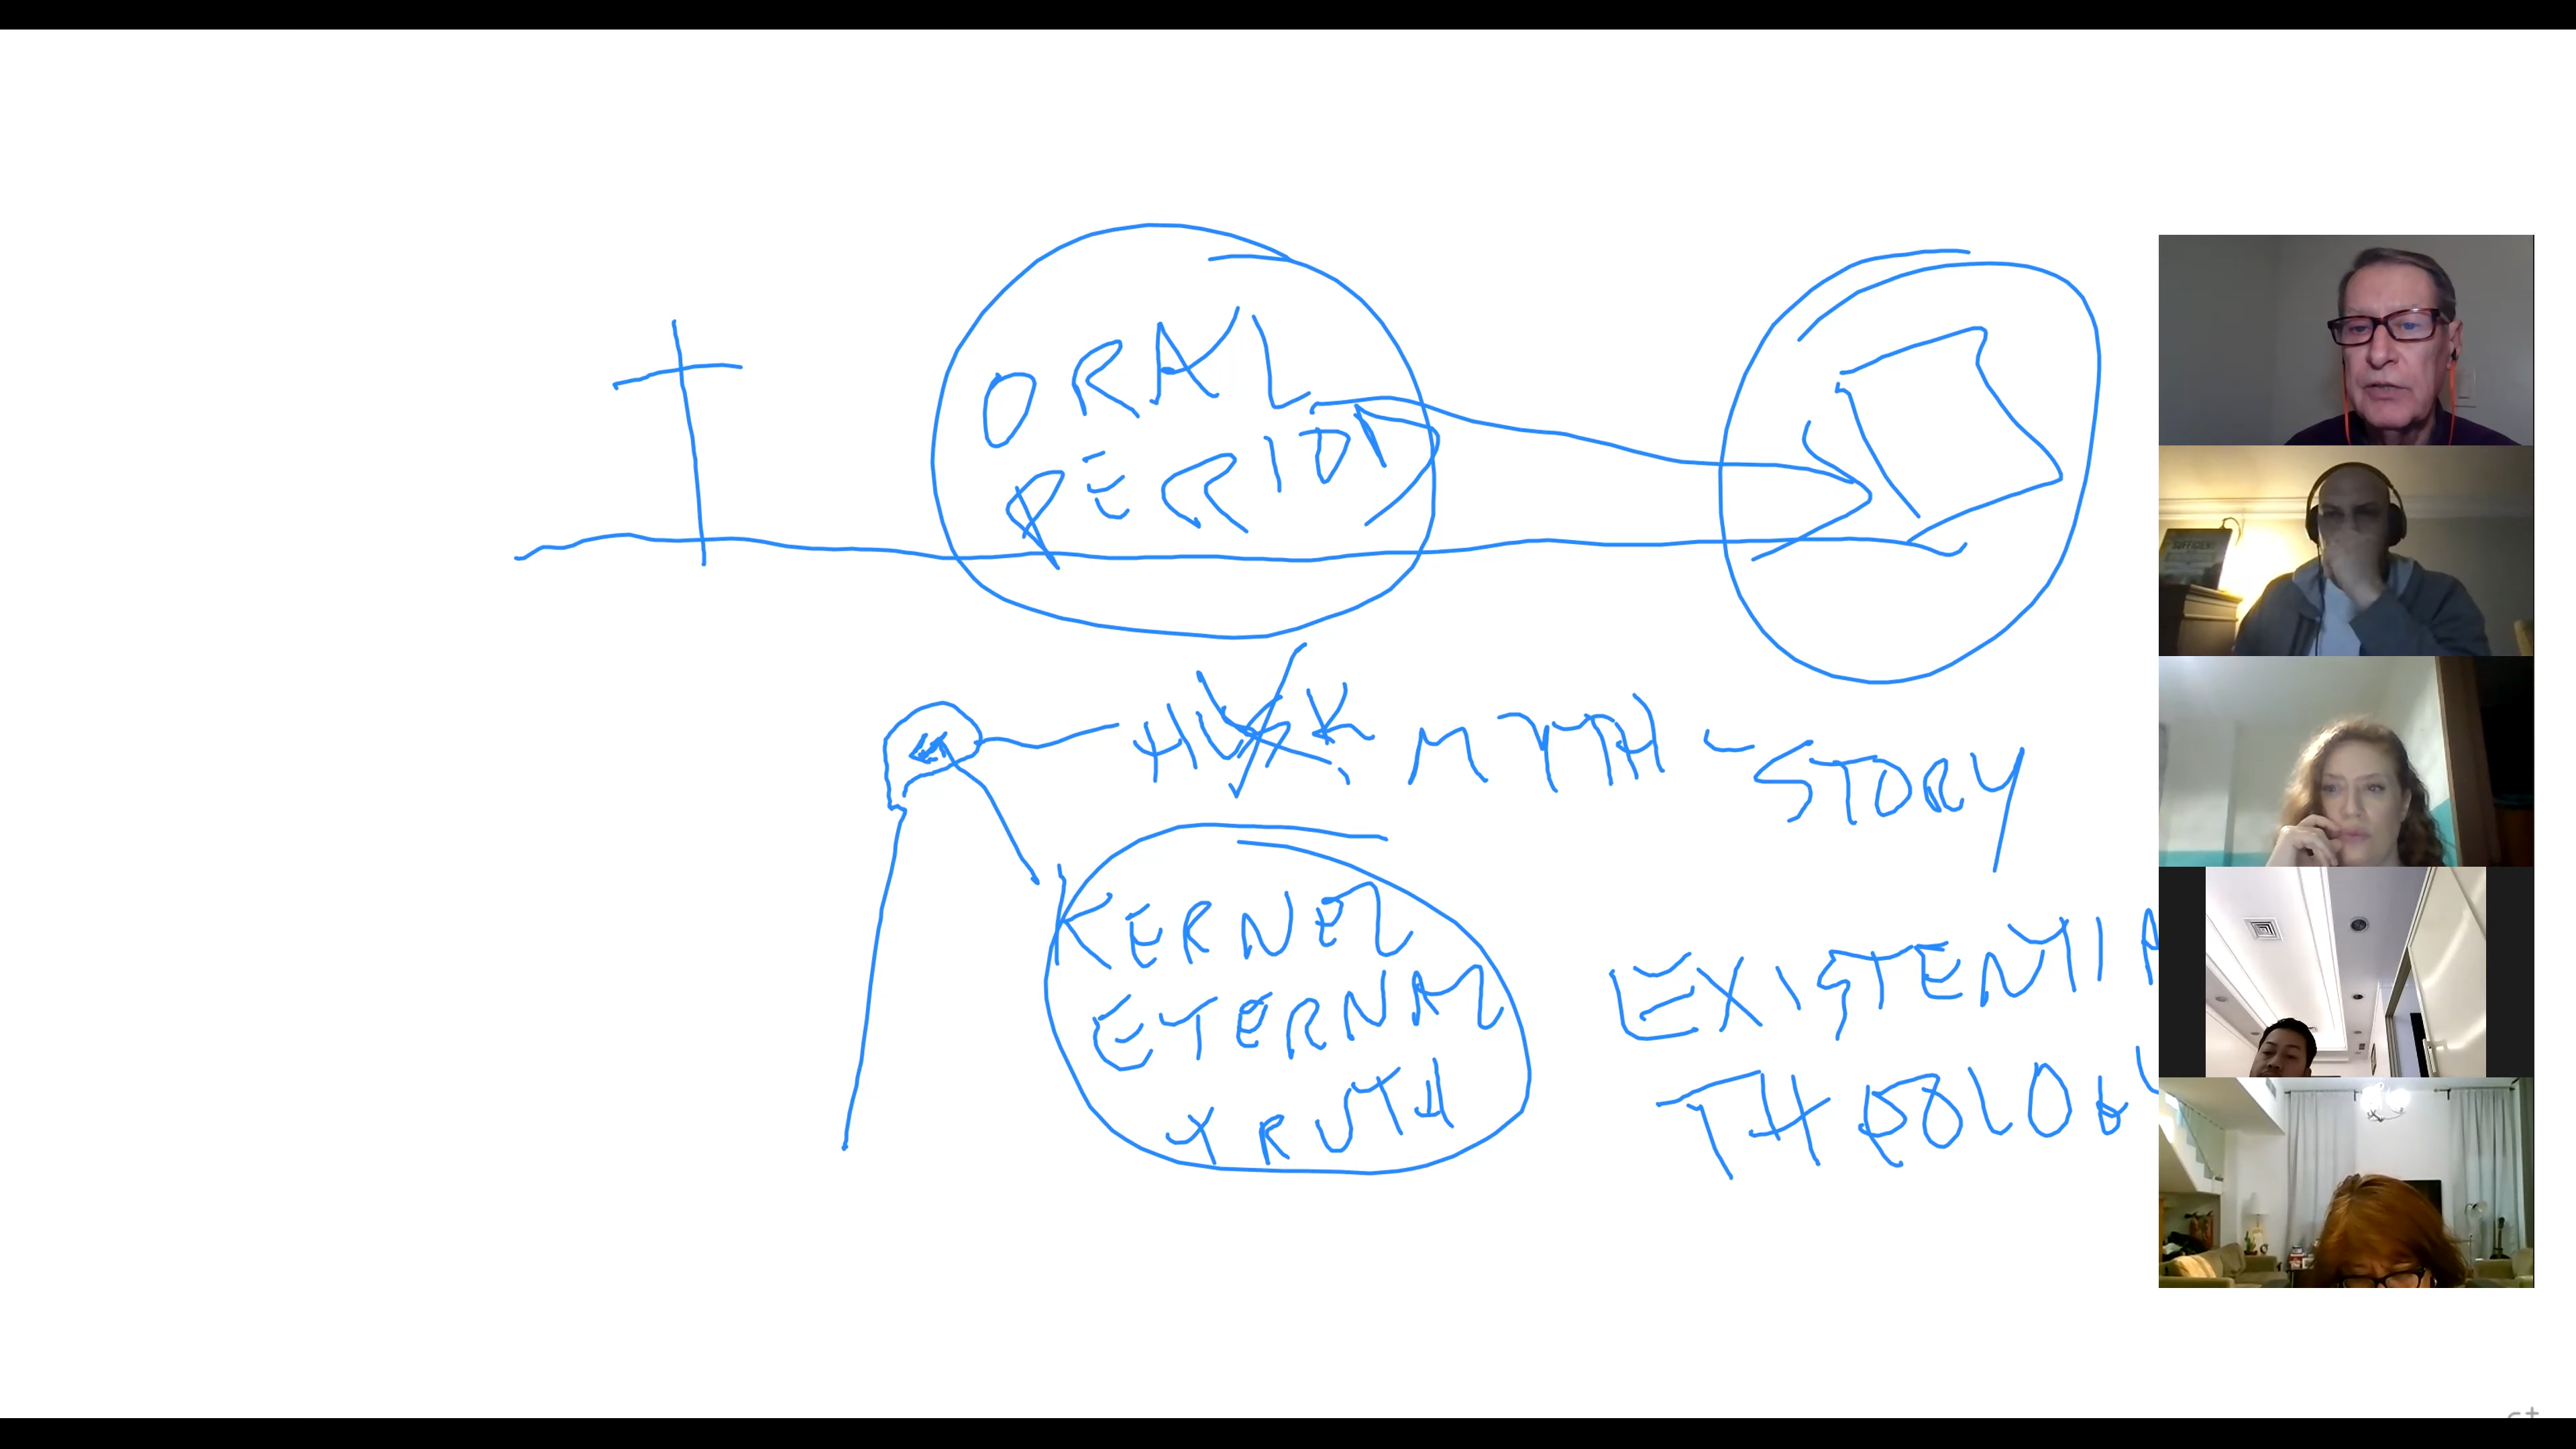 ORAL
PERIOD
HUSK MYTH - STORY
KERNEL
ETERNAL
TRUTH
EXISTENTIA
THEOLOG